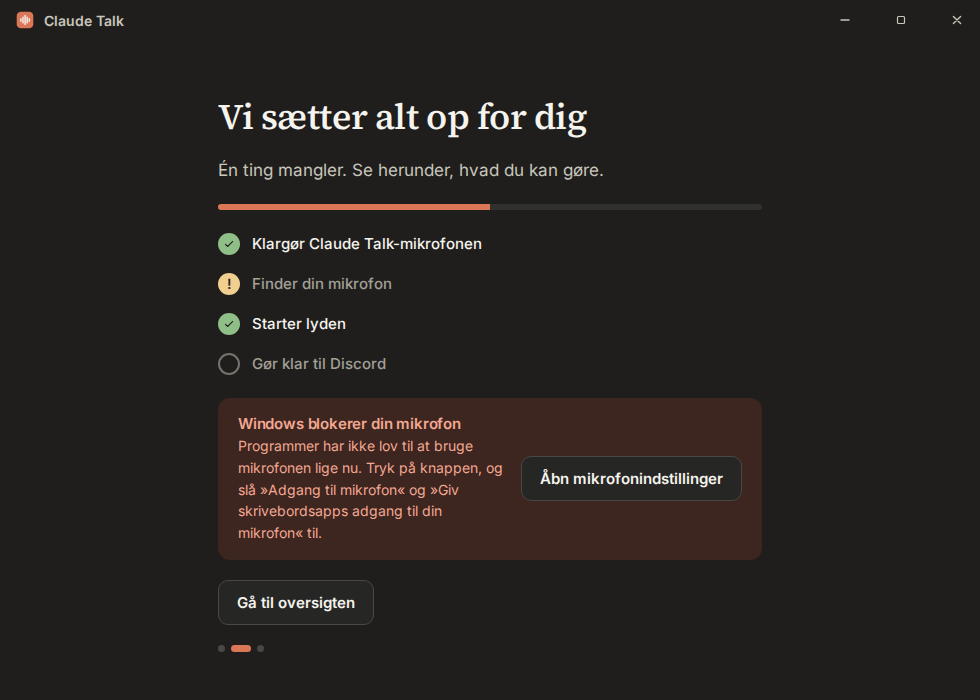 Claude Talk
Vi sætter alt op for dig
Én ting mangler. Se herunder, hvad du kan gøre.
Klargør Claude Talk-mikrofonen
Finder din mikrofon
Starter lyden
Gør klar til Discord
Windows blokerer din mikrofon
Programmer har ikke lov til at bruge
mikrofonen lige nu. Tryk på knappen, og
slå »Adgang til mikrofon« og »Giv
skrivebordsapps adgang til din
mikrofon« til.
Åbn mikrofonindstillinger
Gå til oversigten